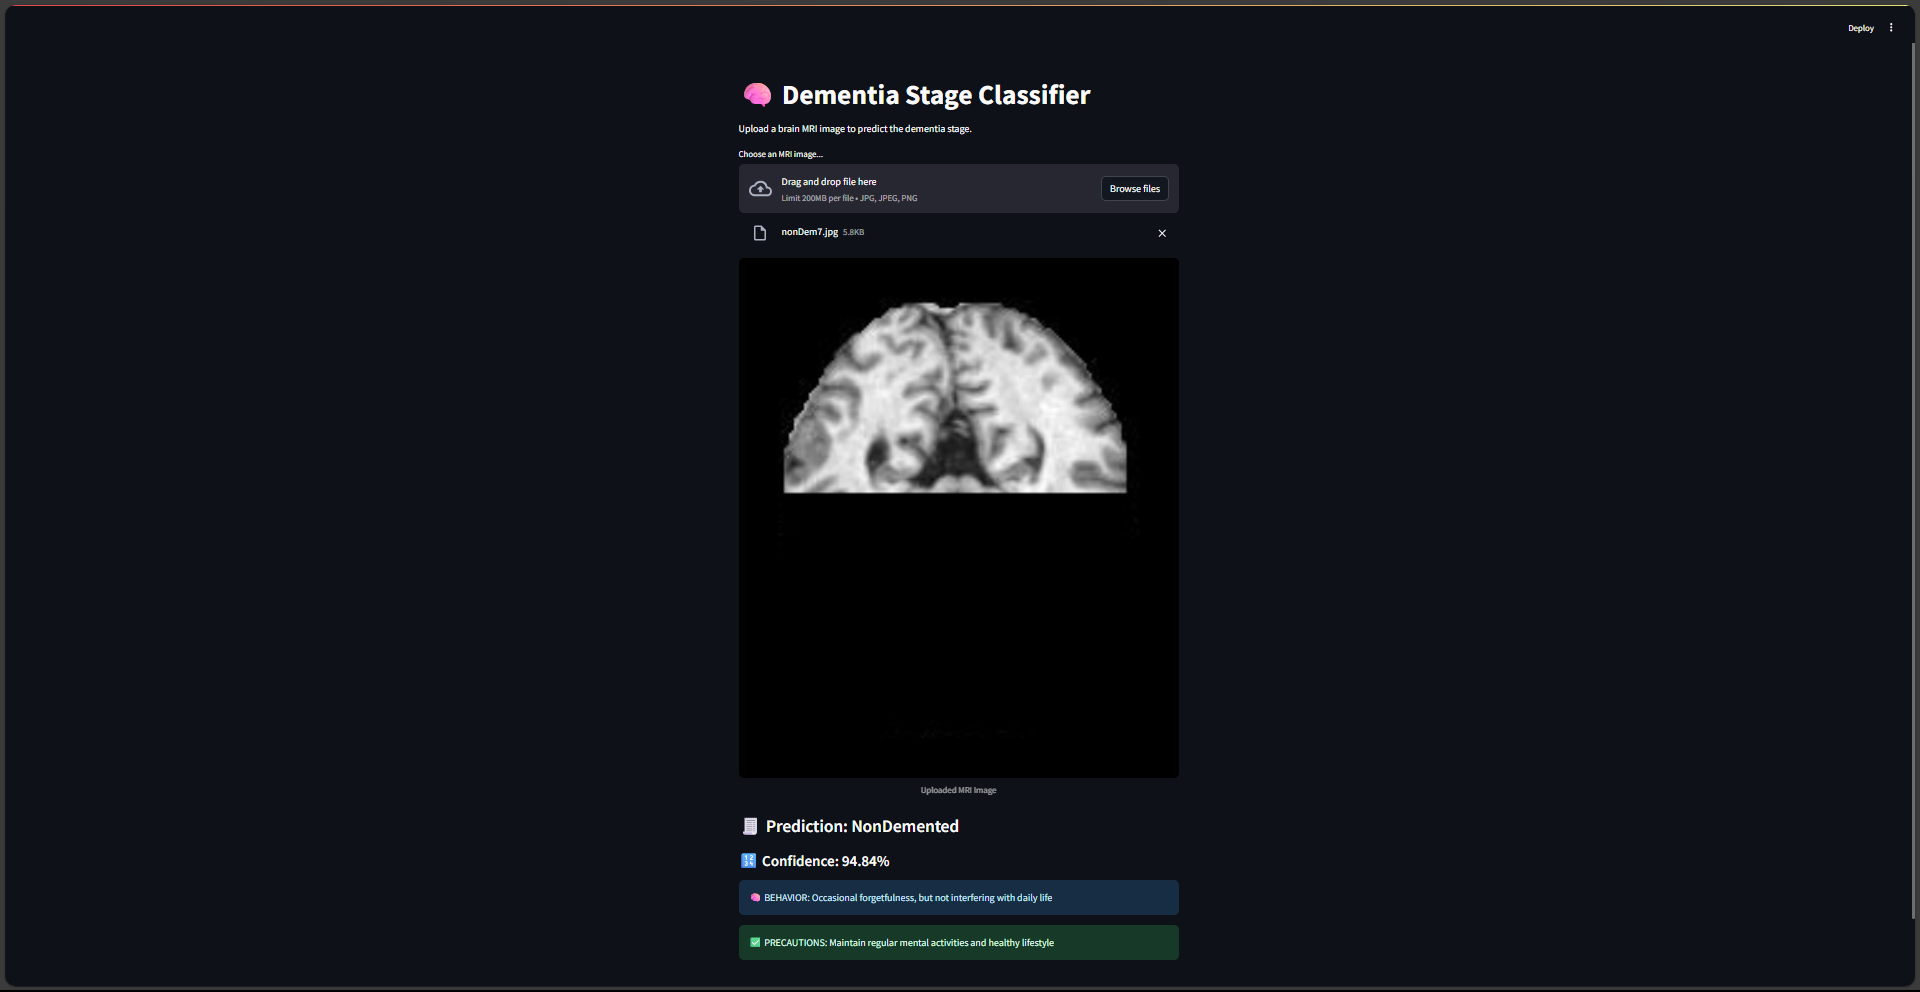 Deploy
🧠 Dementia Stage Classifier
Upload a brain MRI image to predict the dementia stage.
Choose an MRI image...
Drag and drop file here
Limit 200MB per file • JPG, JPEG, PNG
Browse files
nonDem7.jpg 5.8KB
Uploaded MRI Image
🧾 Prediction: NonDemented
🔢 Confidence: 94.84%
🧠 BEHAVIOR: Occasional forgetfulness, but not interfering with daily life
✅ PRECAUTIONS: Maintain regular mental activities and healthy lifestyle